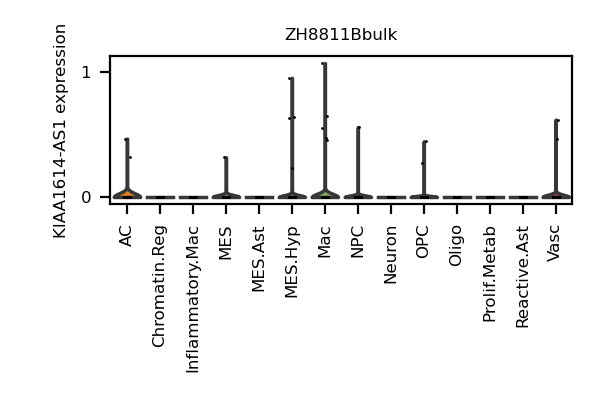 ZH8811Bbulk
KIAA1614-AS1 expression
1
0
AC
Chromatin.Reg
Inflammatory.Mac
MES
MES.Ast
MES.Hyp
Mac
NPC
Neuron
OPC
Oligo
Prolif.Metab
Reactive.Ast
Vasc